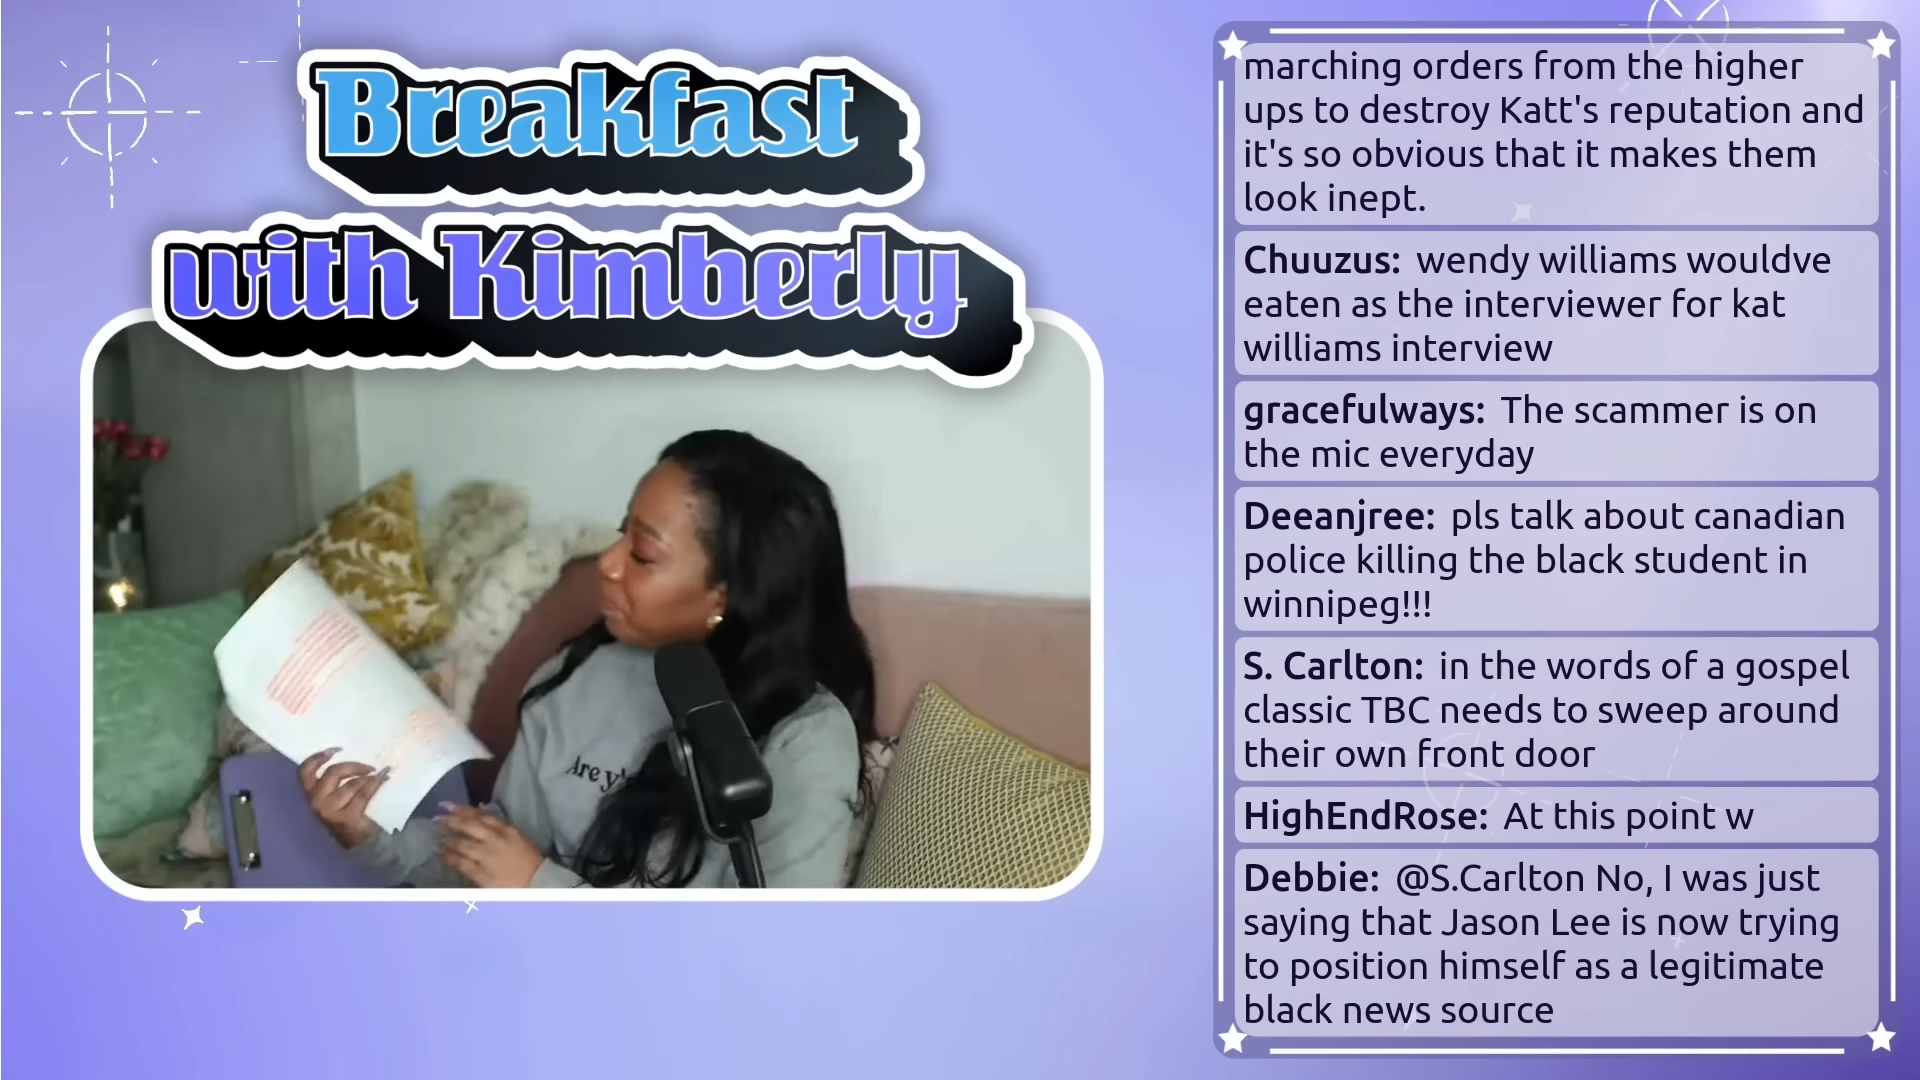 Breakfast
with Kimberly
Are y'
marching orders from the higher
ups to destroy Katt's reputation and
it's so obvious that it makes them
look inept.
Chuuzus: wendy williams wouldve
eaten as the interviewer for kat
williams interview
gracefulways: The scammer is on
the mic everyday
Deeanjree: pls talk about canadian
police killing the black student in
winnipeg!!!
S. Carlton: in the words of a gospel
classic TBC needs to sweep around
their own front door
HighEndRose: At this point w
Debbie: @S.Carlton No, I was just
saying that Jason Lee is now trying
to position himself as a legitimate
black news source